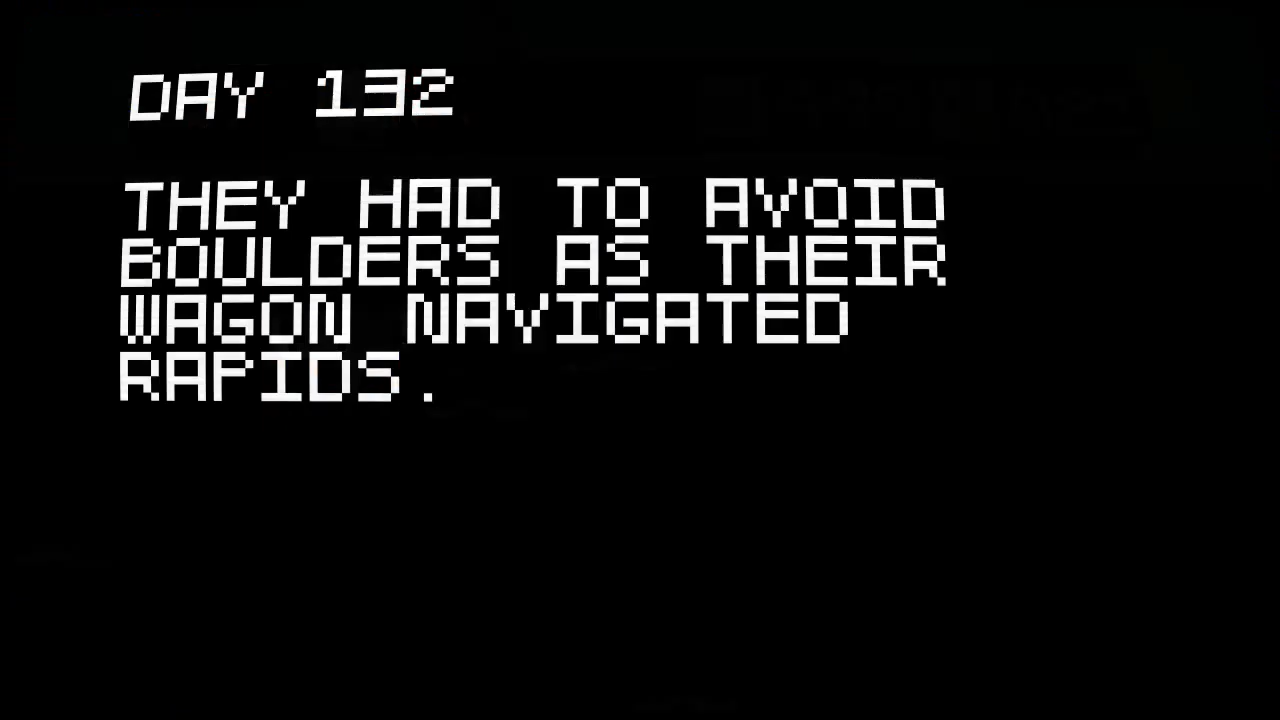 DAY 132
THEY HAD TO AVOID
BOULDERS AS THEIR
WAGON NAVIGATED
RAPIDS.